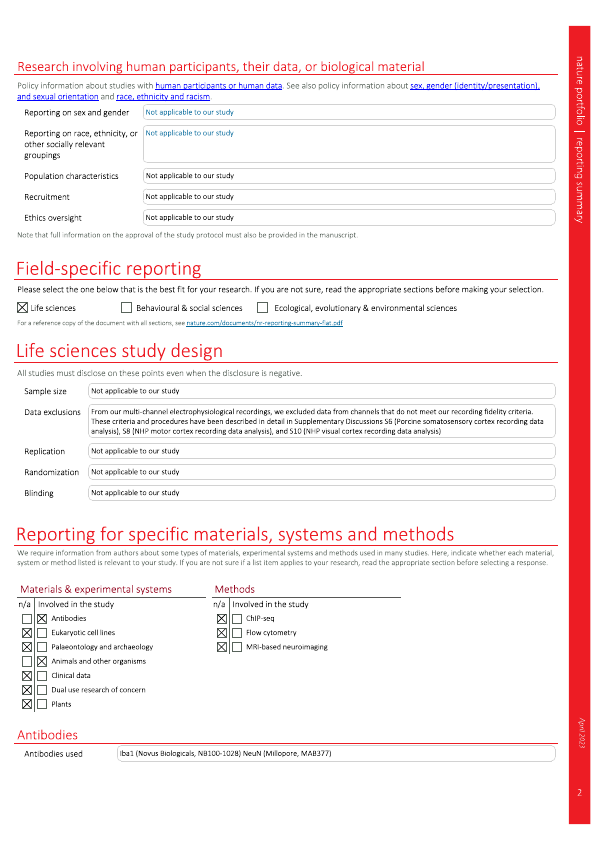 Research involving human participants, their data, or biological material
Policy information about studies with human participants or human data. See also policy information about sex, gender (identity/presentation),
and sexual orientation and race, ethnicity and racism.
Reporting on sex and gender
Not applicable to our study
Reporting on race, ethnicity, or
other socially relevant
groupings
Not applicable to our study
Population characteristics
Not applicable to our study
Recruitment
Not applicable to our study
Ethics oversight
Not applicable to our study
Note that full information on the approval of the study protocol must also be provided in the manuscript.
Field-specific reporting
Please select the one below that is the best fit for your research. If you are not sure, read the appropriate sections before making your selection.
Life sciences
Behavioural & social sciences
Ecological, evolutionary & environmental sciences
For a reference copy of the document with all sections, see nature.com/documents/nr-reporting-summary-flat.pdf
Life sciences study design
All studies must disclose on these points even when the disclosure is negative.
Sample size
Not applicable to our study
Data exclusions
From our multi-channel electrophysiological recordings, we excluded data from channels that do not meet our recording fidelity criteria.
These criteria and procedures have been described in detail in Supplementary Discussions S6 (Porcine somatosensory cortex recording data
analysis), S8 (NHP motor cortex recording data analysis), and S10 (NHP visual cortex recording data analysis)
Replication
Not applicable to our study
Randomization
Not applicable to our study
Blinding
Not applicable to our study
Reporting for specific materials, systems and methods
We require information from authors about some types of materials, experimental systems and methods used in many studies. Here, indicate whether each material,
system or method listed is relevant to your study. If you are not sure if a list item applies to your research, read the appropriate section before selecting a response.
Materials & experimental systems
n/a Involved in the study
Antibodies
Eukaryotic cell lines
Palaeontology and archaeology
Animals and other organisms
Clinical data
Dual use research of concern
Plants
Methods
n/a Involved in the study
ChIP-seq
Flow cytometry
MRI-based neuroimaging
Antibodies
Antibodies used
Iba1 (Novus Biologicals, NB100-1028) NeuN (Millopore, MAB377)
nature portfolio | reporting summary
April 2023
2